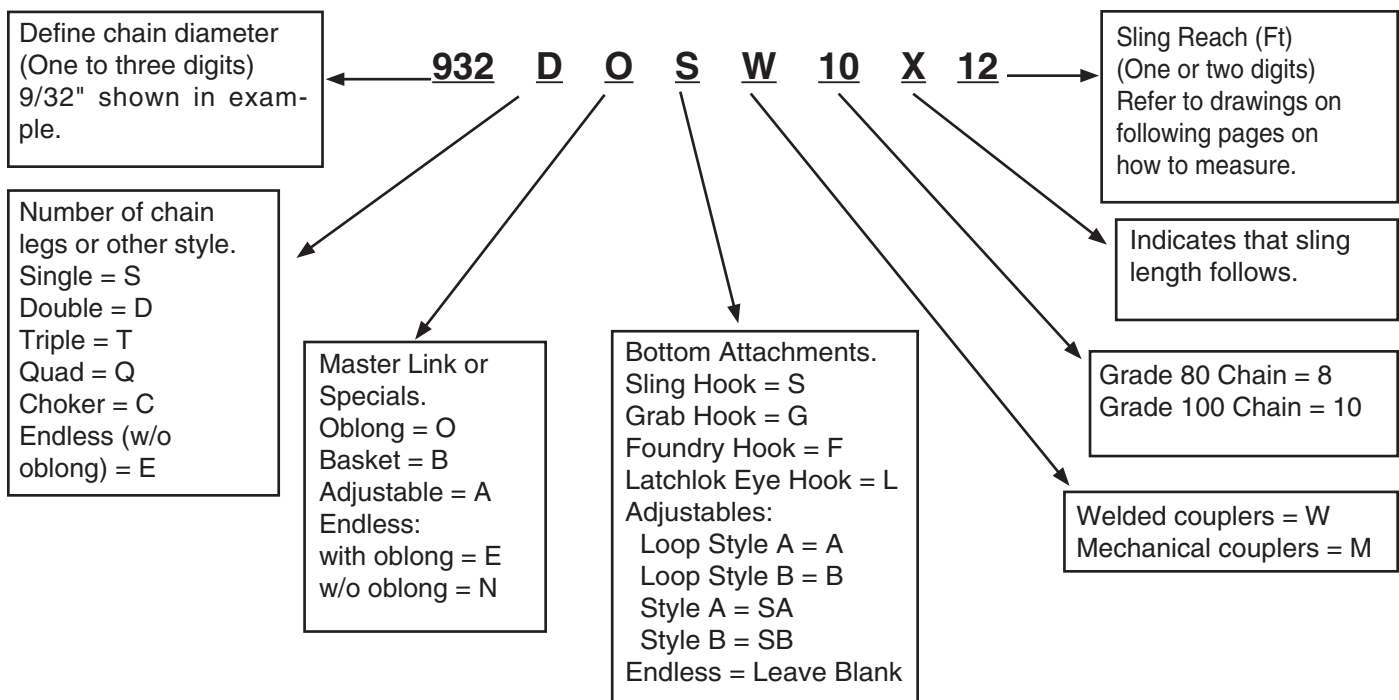 Define chain diameter
(One to three digits)
9/32" shown in exam-
ple.
932 D O S W 10 X 12
Sling Reach (Ft)
(One or two digits)
Refer to drawings on
following pages on
how to measure.
Number of chain
legs or other style.
Single = S
Double = D
Triple = T
Quad = Q
Choker = C
Endless (w/o
oblong) = E
Master Link or
Specials.
Oblong = O
Basket = B
Adjustable = A
Endless:
with oblong = E
w/o oblong = N
Bottom Attachments.
Sling Hook = S
Grab Hook = G
Foundry Hook = F
Latchlok Eye Hook = L
Adjustables:
Loop Style A = A
Loop Style B = B
Style A = SA
Style B = SB
Endless = Leave Blank
Indicates that sling
length follows.
Grade 80 Chain = 8
Grade 100 Chain = 10
Welded couplers = W
Mechanical couplers = M